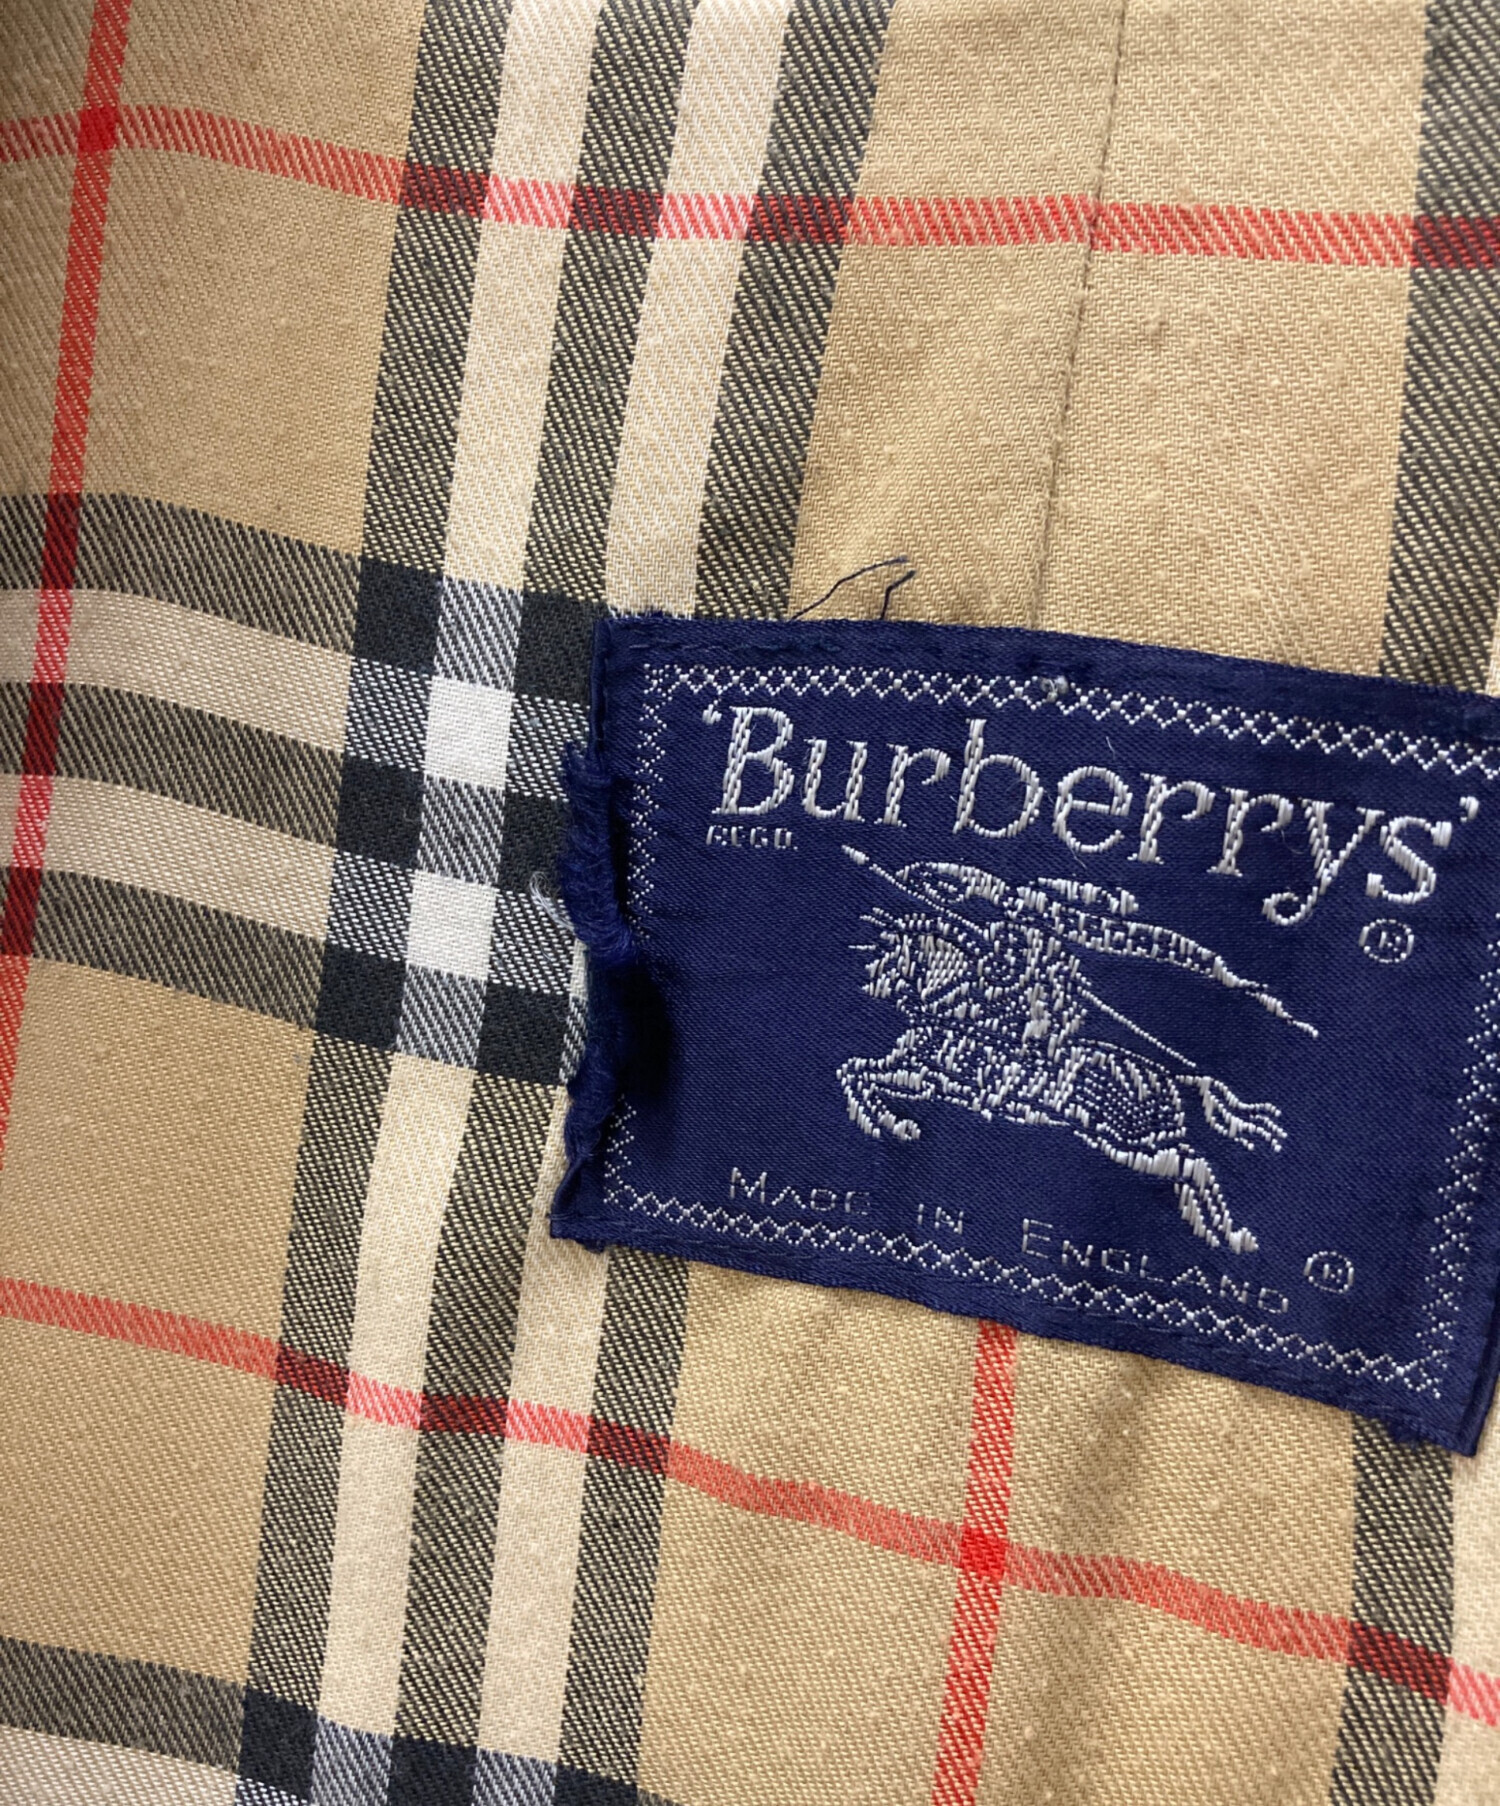 'Burberrys'
REGD.
®
MADE IN ENGLAND ®